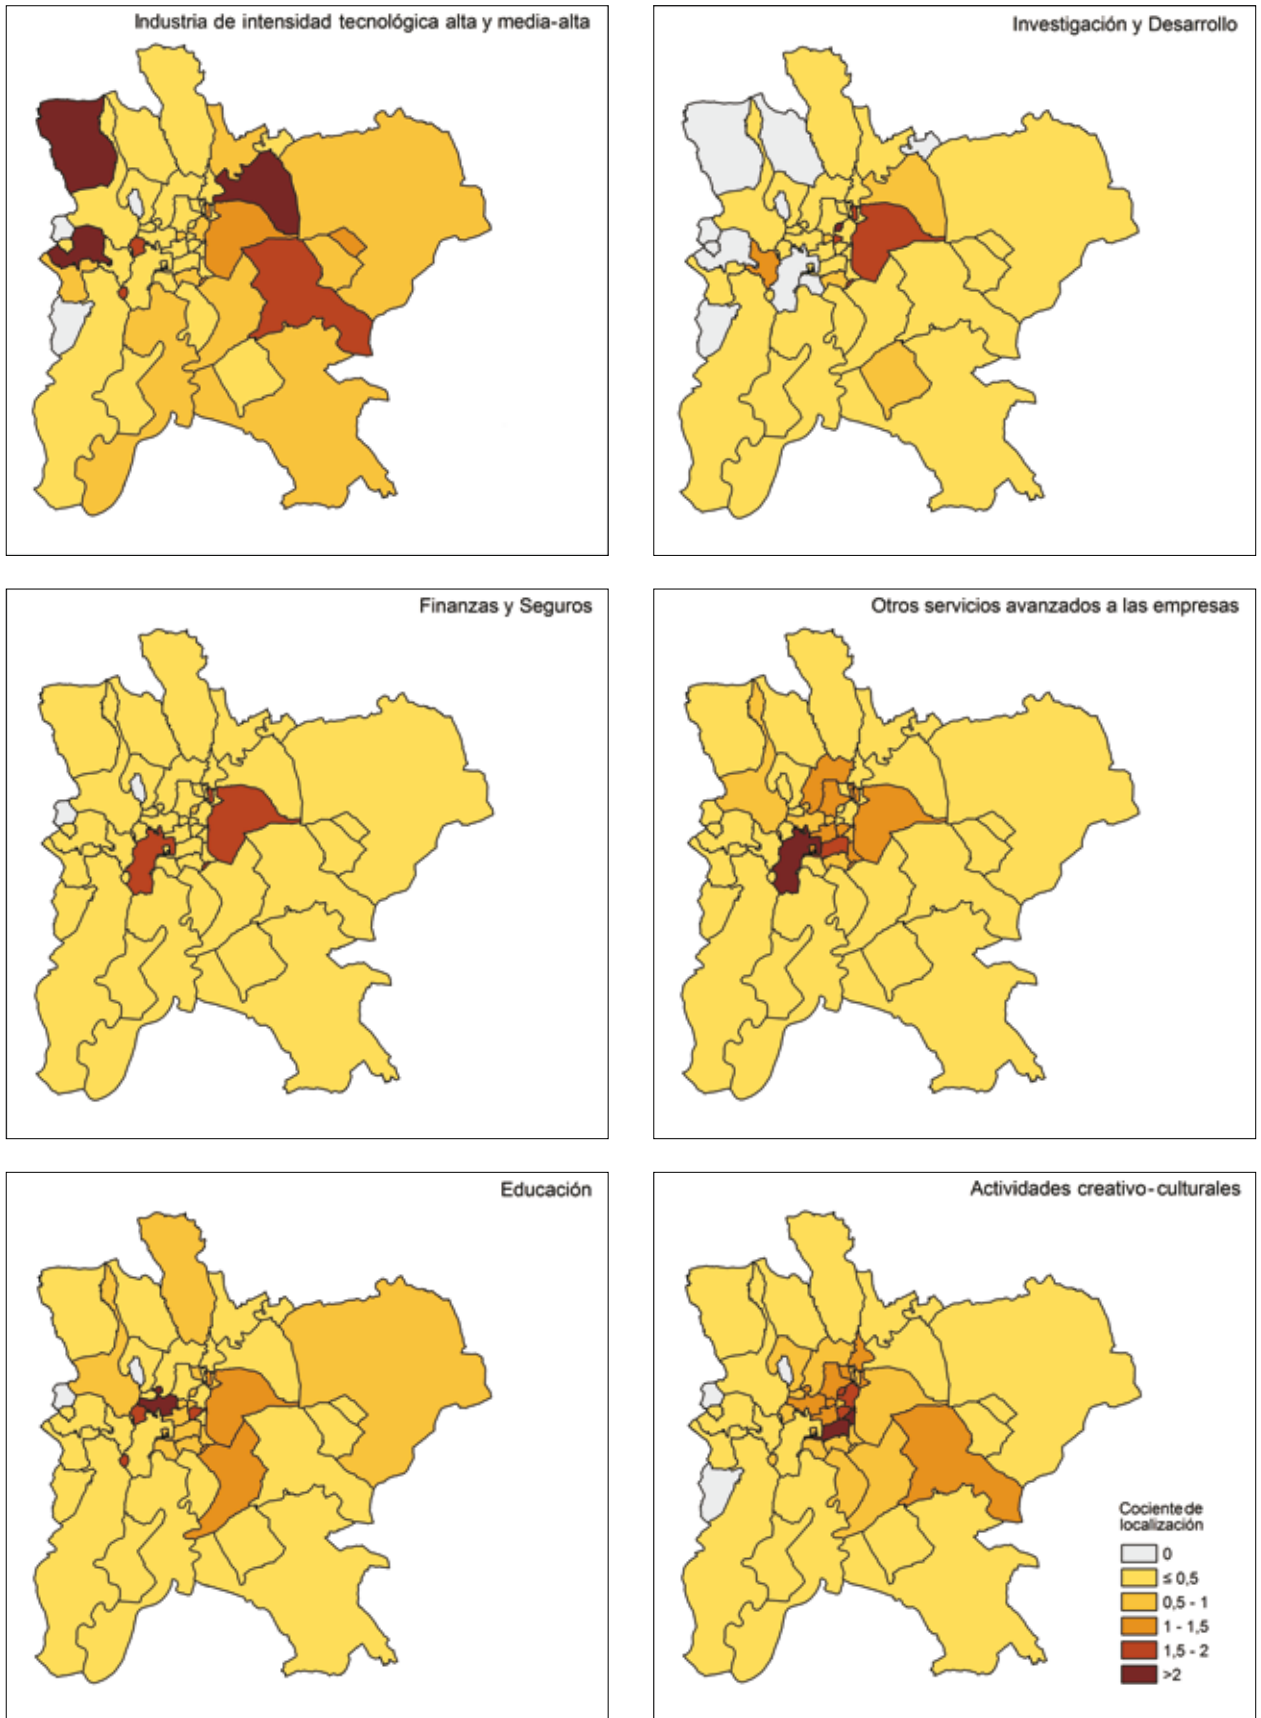 Industria de intensidad tecnológica alta y media-alta
Investigación y Desarrollo
Finanzas y Seguros
Otros servicios avanzados a las empresas
Educación
Actividades creativo-culturales
Cociente de
localización
0
≤ 0,5
0,5 - 1
1 - 1,5
1,5 - 2
>2